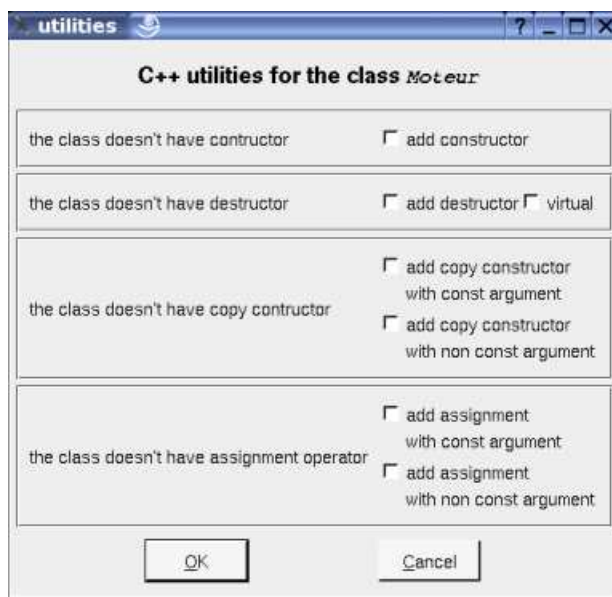 utilities
C++ utilities for the class Moteur
the class doesn't have contructor
add constructor
the class doesn't have destructor
add destructor virtual
the class doesn't have copy contructor
add copy constructor
with const argument
add copy constructor
with non const argument
the class doesn't have assignment operator
add assignment
with const argument
add assignment
with non const argument
OK Cancel